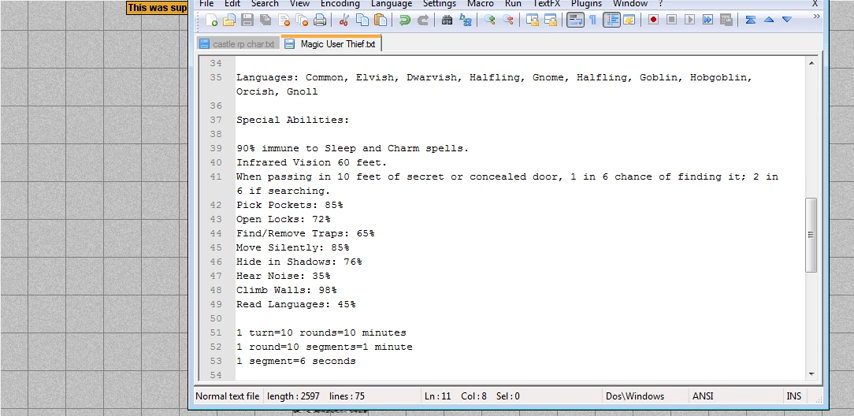 This was sup
File Edit Search View Encoding Language Settings Macro Run TextFX Plugins Window ? X
castle rp char.txt Magic User Thief.txt
34
35 Languages: Common, Elvish, Dwarvish, Halfling, Gnome, Halfling, Goblin, Hobgoblin,
Orcish, Gnoll
36
37 Special Abilities:
38
39 90% immune to Sleep and Charm spells.
40 Infrared Vision 60 feet.
41 When passing in 10 feet of secret or concealed door, 1 in 6 chance of finding it; 2 in
6 if searching.
42 Pick Pockets: 85%
43 Open Locks: 72%
44 Find/Remove Traps: 65%
45 Move Silently: 85%
46 Hide in Shadows: 76%
47 Hear Noise: 35%
48 Climb Walls: 98%
49 Read Languages: 45%
50
51 1 turn=10 rounds=10 minutes
52 1 round=10 segments=1 minute
53 1 segment=6 seconds
54
Normal text file length : 2597 lines : 75 Ln : 11 Col : 8 Sel : 0 Dos\Windows ANSI INS